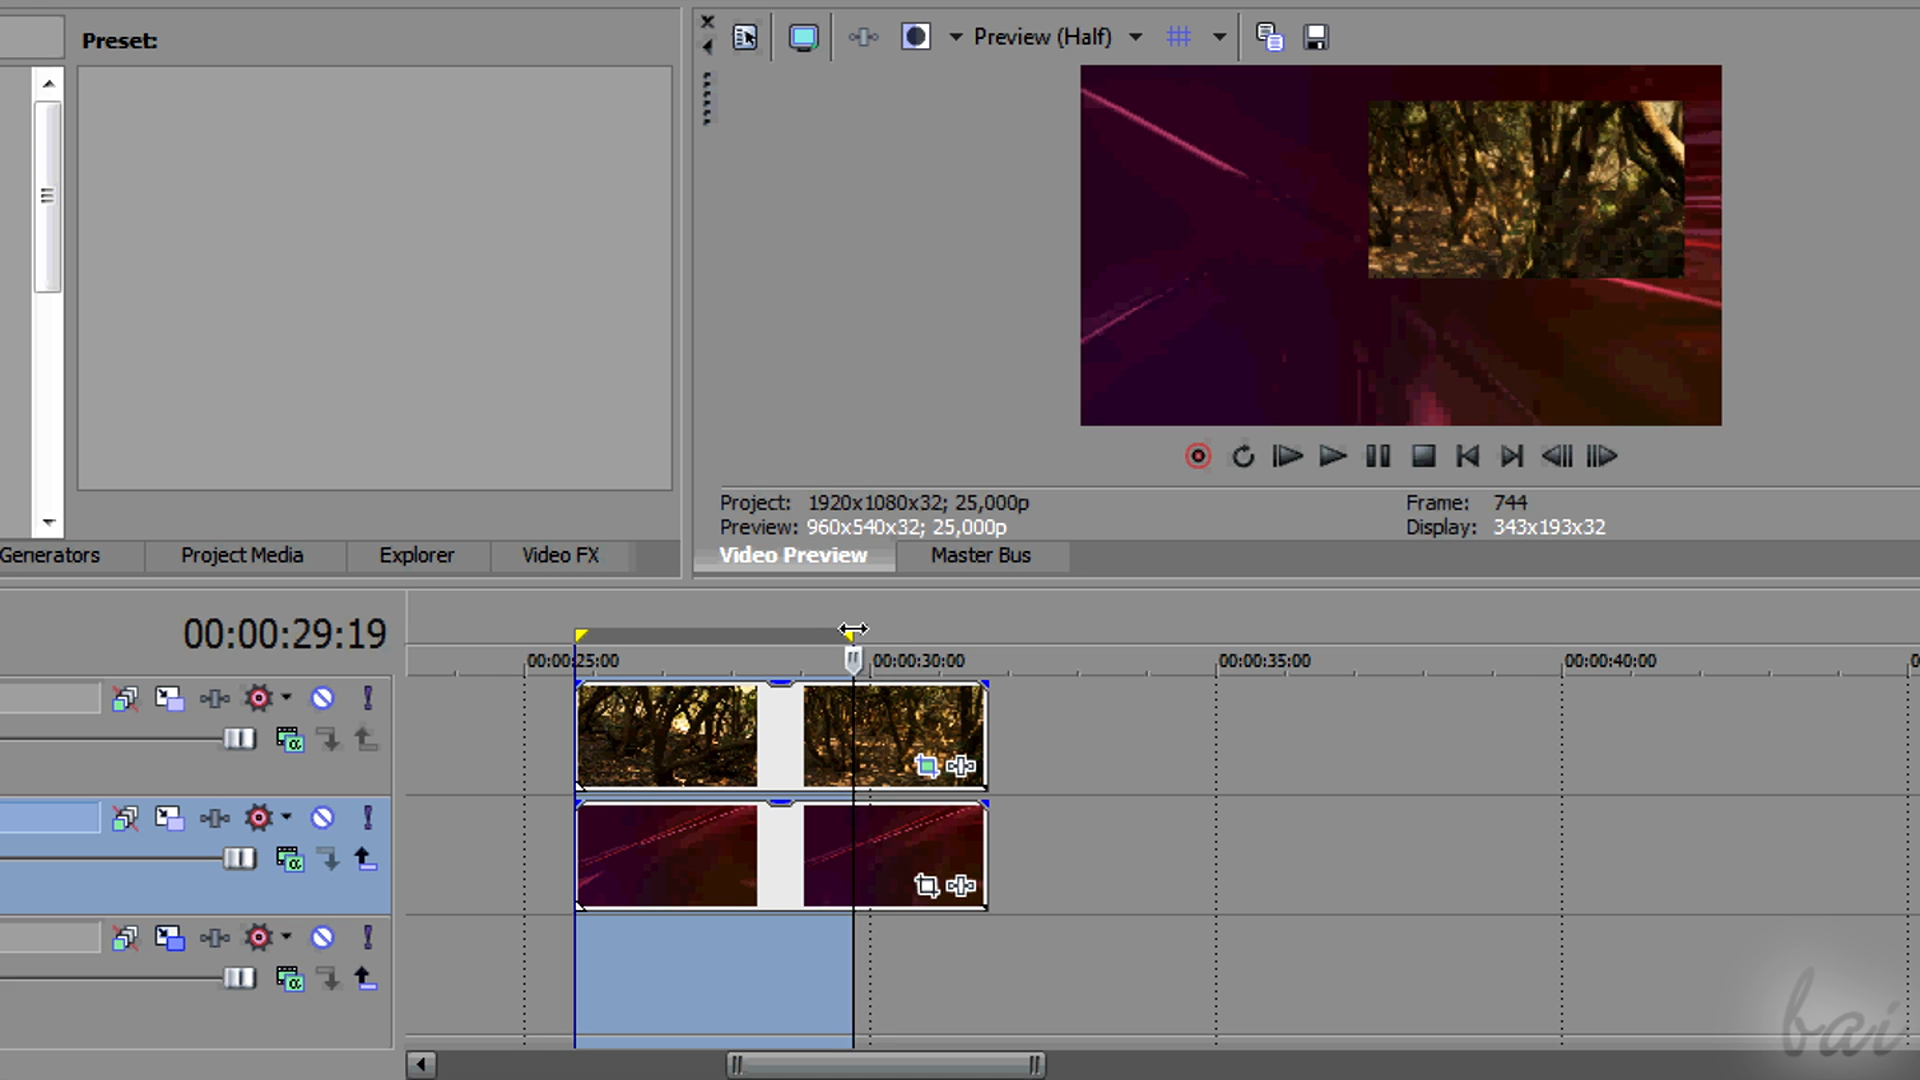 Preset:
Preview (Half)
Project: 1920x1080x32; 25,000p
Frame: 744
Preview: 960x540x32; 25,000p
Display: 343x193x32
Generators
Project Media
Explorer
Video FX
Video Preview
Master Bus
00:00:29:19
00:00:25:00
00:00:30:00
00:00:35:00
00:00:40:00
bai